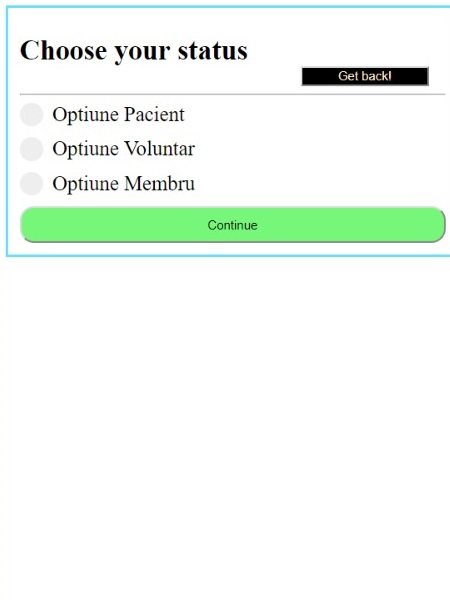 Choose your status
Get back!
Optiune Pacient
Optiune Voluntar
Optiune Membru
Continue